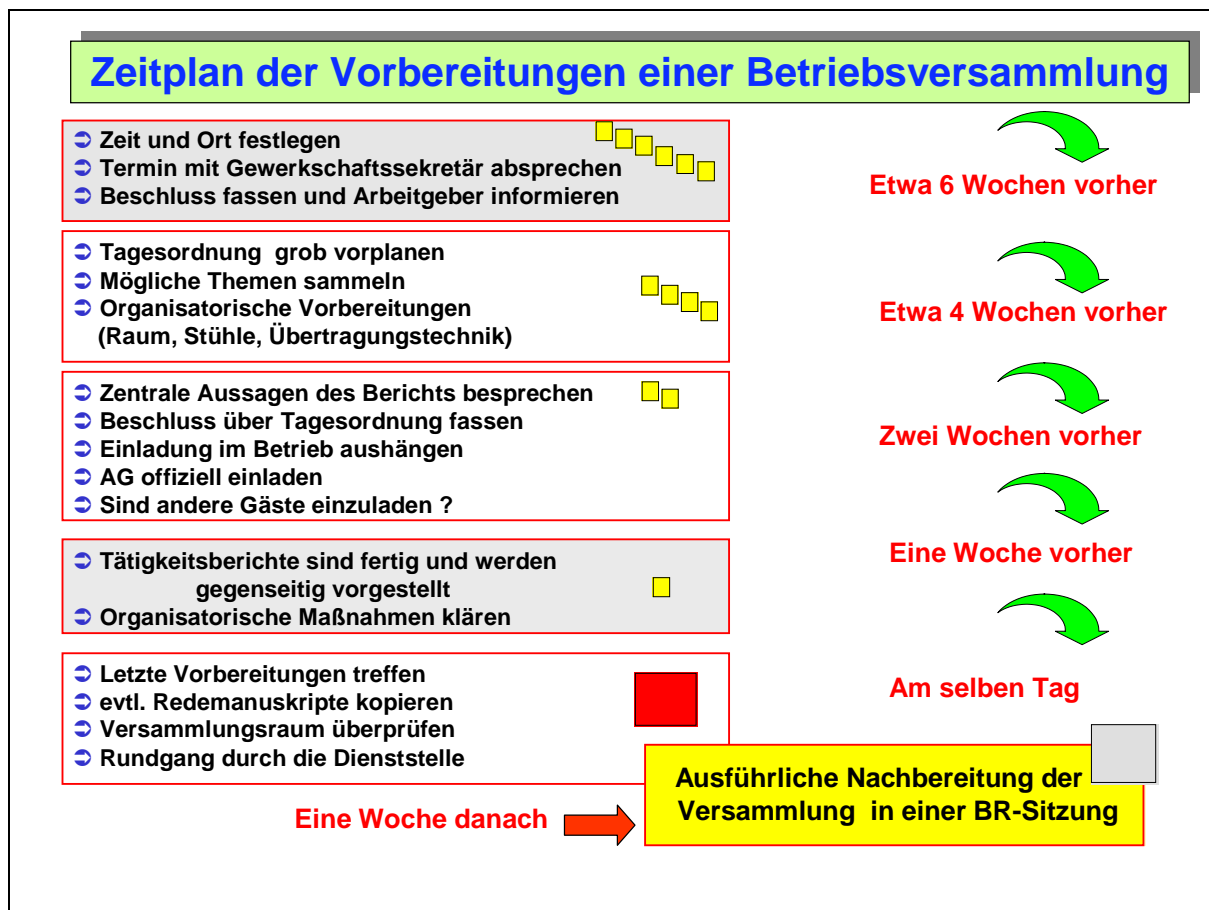 Zeitplan der Vorbereitungen einer Betriebsversammlung
Zeit und Ort festlegen
Termin mit Gewerkschaftssekretär absprechen
Beschluss fassen und Arbeitgeber informieren
Etwa 6 Wochen vorher
Tagesordnung grob vorplanen
Mögliche Themen sammeln
Organisatorische Vorbereitungen
(Raum, Stühle, Übertragungstechnik)
Etwa 4 Wochen vorher
Zentrale Aussagen des Berichts besprechen
Beschluss über Tagesordnung fassen
Einladung im Betrieb aushängen
AG offiziell einladen
Sind andere Gäste einzuladen ?
Zwei Wochen vorher
Tätigkeitsberichte sind fertig und werden
gegenseitig vorgestellt
Organisatorische Maßnahmen klären
Eine Woche vorher
Letzte Vorbereitungen treffen
evtl. Redemanuskripte kopieren
Versammlungsraum überprüfen
Rundgang durch die Dienststelle
Am selben Tag
Eine Woche danach
Ausführliche Nachbereitung der
Versammlung in einer BR-Sitzung